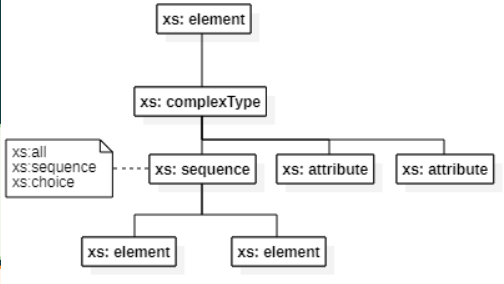 xs: element
xs: complexType
xs:all
xs:sequence
xs:choice
xs: sequence
xs: attribute
xs: attribute
xs: element
xs: element